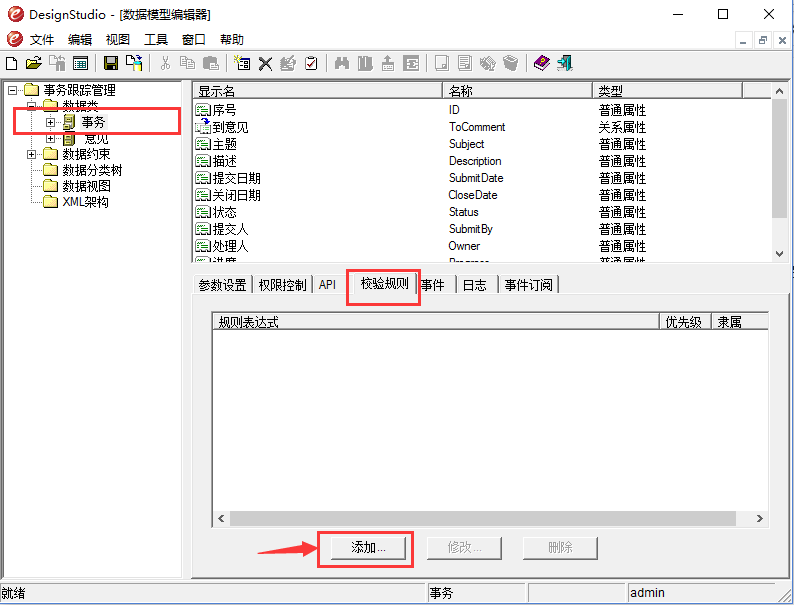 DesignStudio - [数据模型编辑器]
文件 编辑 视图 工具 窗口 帮助
事务跟踪管理
数据类
事务
意见
数据约束
数据分类树
数据视图
XML架构
显示名 名称 类型
序号 ID 普通属性
到意见 ToComment 关系属性
主题 Subject 普通属性
描述 Description 普通属性
提交日期 SubmitDate 普通属性
关闭日期 CloseDate 普通属性
状态 Status 普通属性
提交人 SubmitBy 普通属性
处理人 Owner 普通属性
参数设置 权限控制 API 校验规则 事件 日志 事件订阅
规则表达式 优先级 隶属
添加... 修改... 删除
就绪 事务 admin